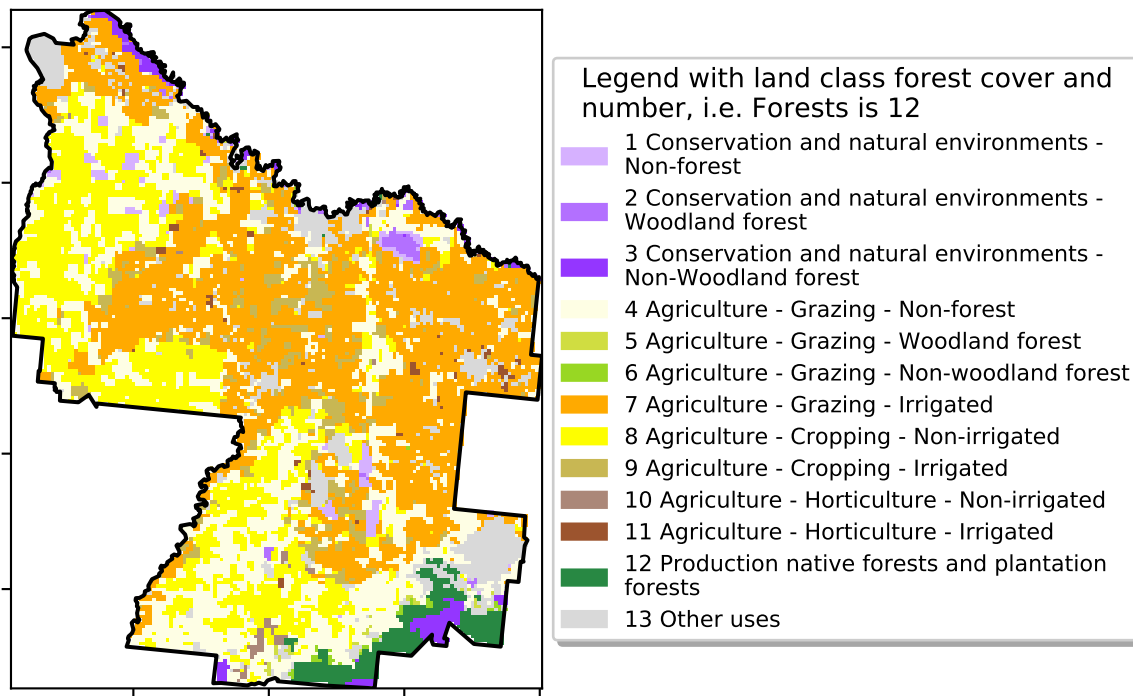 Legend with land class forest cover and
number, i.e. Forests is 12
1 Conservation and natural environments -
Non-forest
2 Conservation and natural environments -
Woodland forest
3 Conservation and natural environments -
Non-Woodland forest
4 Agriculture - Grazing - Non-forest
5 Agriculture - Grazing - Woodland forest
6 Agriculture - Grazing - Non-woodland forest
7 Agriculture - Grazing - Irrigated
8 Agriculture - Cropping - Non-irrigated
9 Agriculture - Cropping - Irrigated
10 Agriculture - Horticulture - Non-irrigated
11 Agriculture - Horticulture - Irrigated
12 Production native forests and plantation
forests
13 Other uses